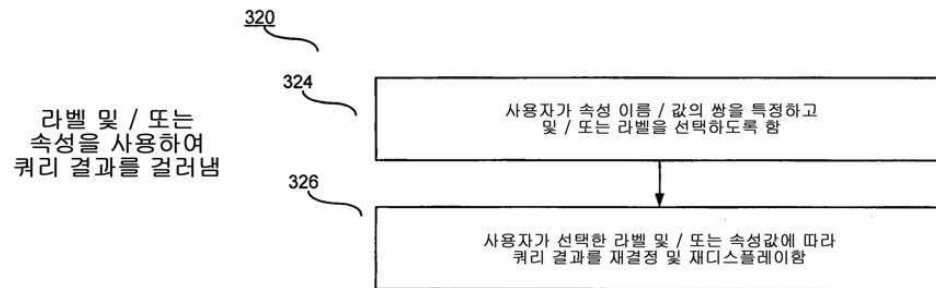 320
324
사용자가 속성 이름 / 값의 쌍을 특정하고
및 / 또는 라벨을 선택하도록 함
라벨 및 / 또는
속성을 사용하여
쿼리 결과를 걸러냄
326
사용자가 선택한 라벨 및 / 또는 속성값에 따라
쿼리 결과를 재결정 및 재디스플레이함